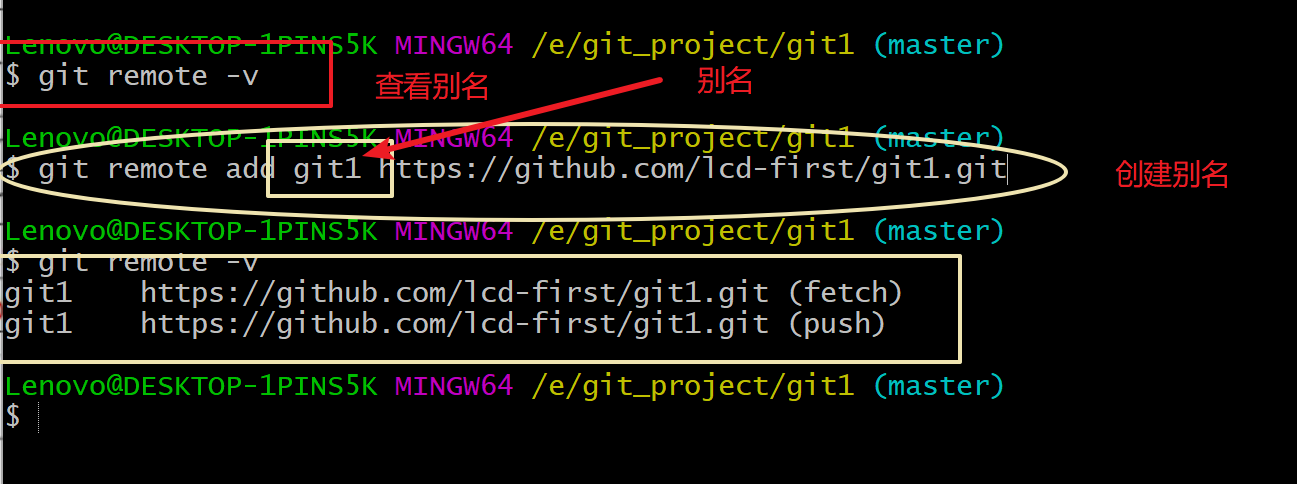 Lenovo@DESKTOP-1PINS5K MINGW64 /e/git_project/git1 (master)
$ git remote -v
查看别名
别名
Lenovo@DESKTOP-1PINS5K MINGW64 /e/git_project/git1 (master)
$ git remote add git1 https://github.com/lcd-first/git1.git
创建别名
Lenovo@DESKTOP-1PINS5K MINGW64 /e/git_project/git1 (master)
$ git remote -v
git1    https://github.com/lcd-first/git1.git (fetch)
git1    https://github.com/lcd-first/git1.git (push)
Lenovo@DESKTOP-1PINS5K MINGW64 /e/git_project/git1 (master)
$